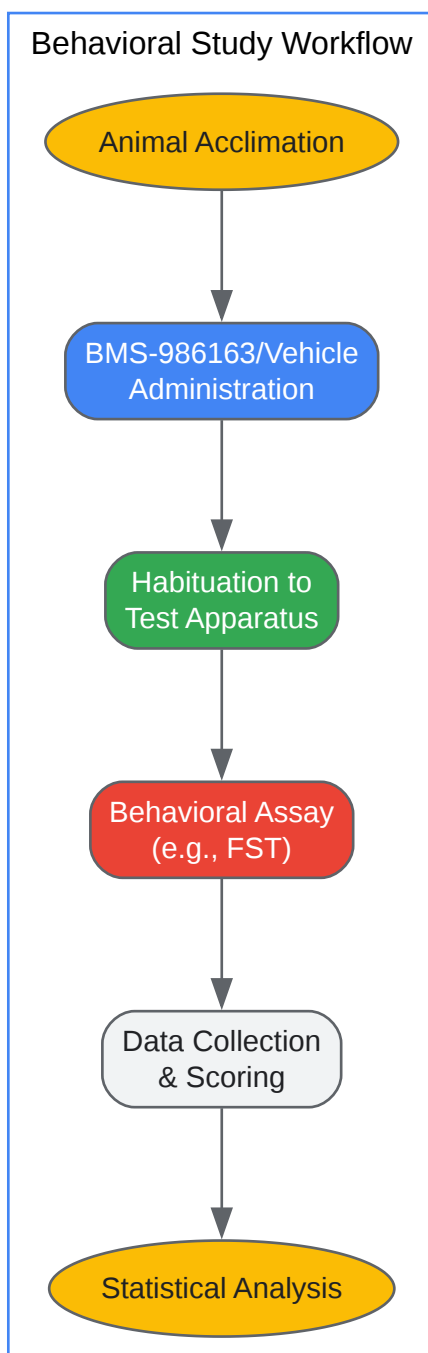 Behavioral Study Workflow
Animal Acclimation
BMS-986163/Vehicle
Administration
Habituation to
Test Apparatus
Behavioral Assay
(e.g., FST)
Data Collection
& Scoring
Statistical Analysis